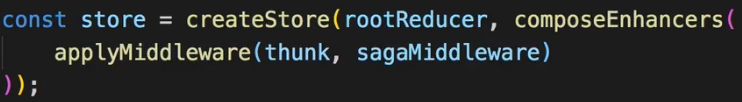 const store = createStore(rootReducer, composeEnhancers(
    applyMiddleware(thunk, sagaMiddleware)
));